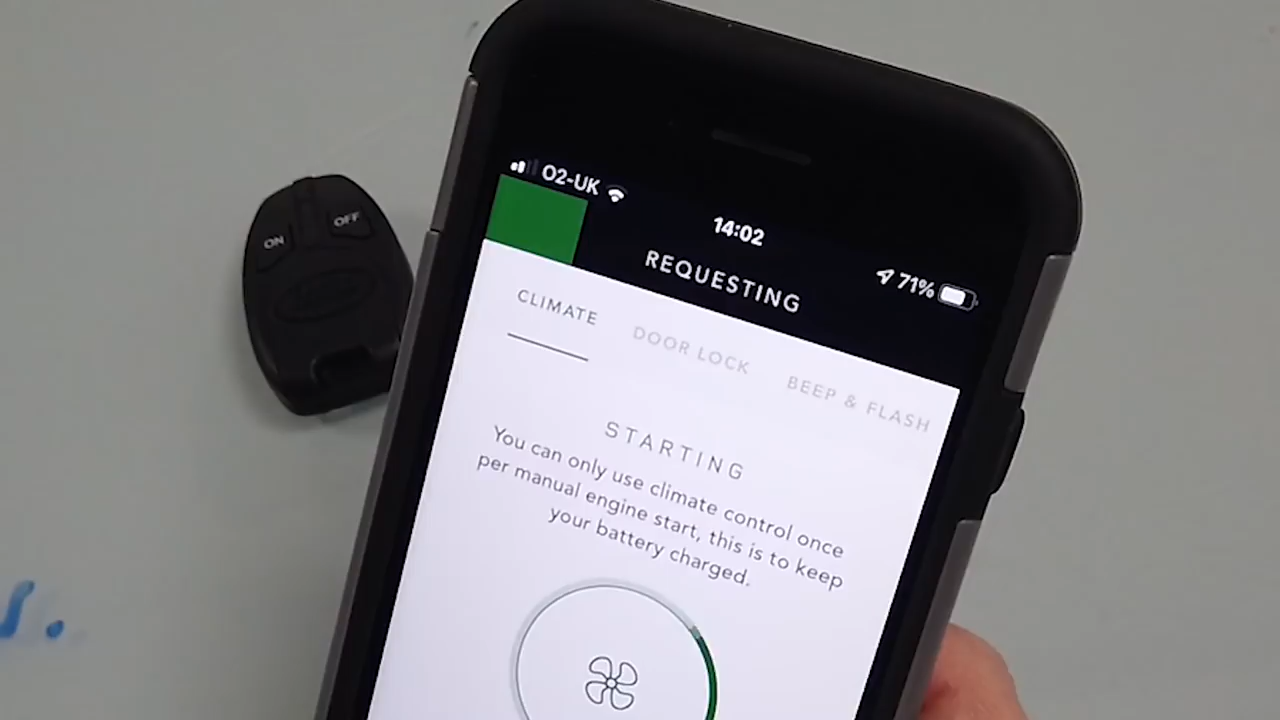 O2-UK
14:02
71%
REQUESTING
CLIMATE
DOOR LOCK
BEEP & FLASH
STARTING
You can only use climate control once
per manual engine start, this is to keep
your battery charged.
ON
OFF